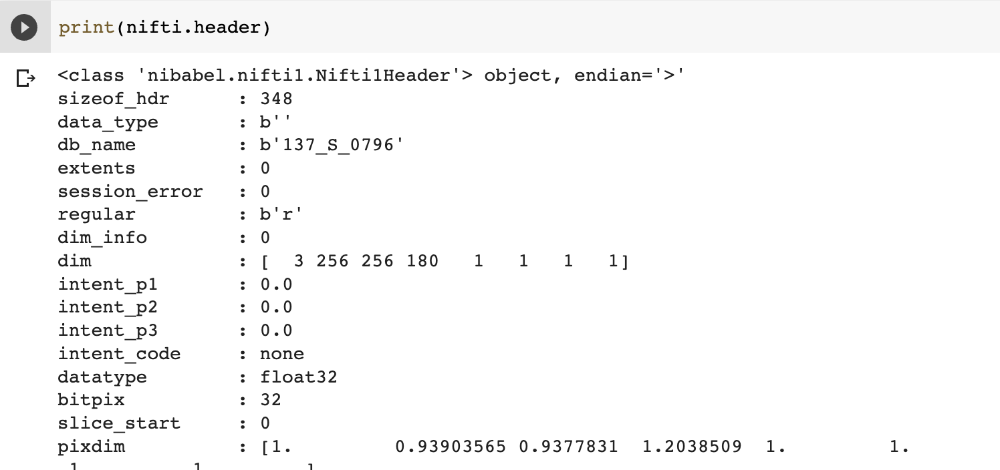 print(nifti.header)
<class 'nibabel.nifti1.Nifti1Header'> object, endian='>'
sizeof_hdr      : 348
data_type       : b''
db_name         : b'137_S_0796'
extents         : 0
session_error   : 0
regular         : b'r'
dim_info        : 0
dim             : [  3 256 256 180   1   1   1   1]
intent_p1       : 0.0
intent_p2       : 0.0
intent_p3       : 0.0
intent_code     : none
datatype        : float32
bitpix          : 32
slice_start     : 0
pixdim          : [1.         0.93903565 0.9377831  1.2038509  1.         1.